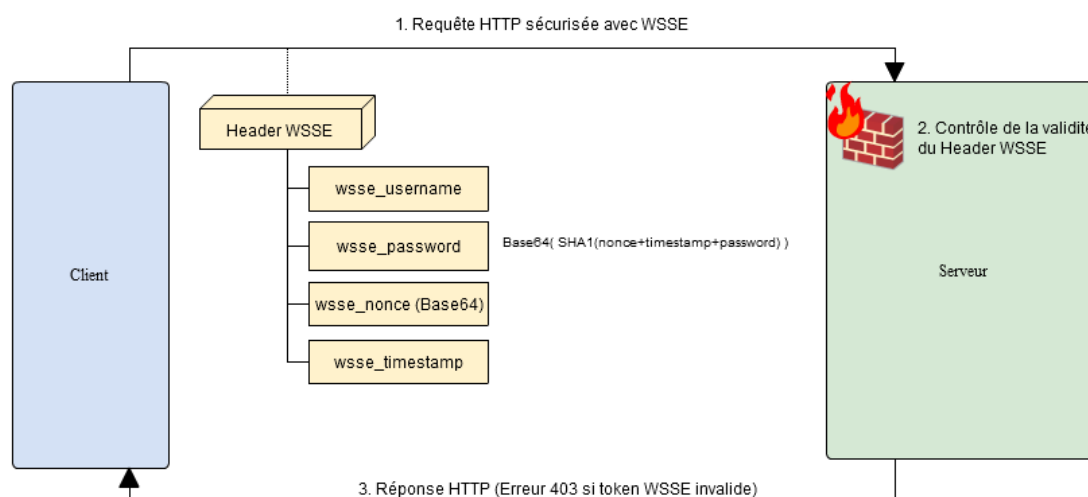 1. Requête HTTP sécurisée avec WSSE
Header WSSE
wsse_username
wsse_password
Base64( SHA1(nonce+timestamp+password) )
wsse_nonce (Base64)
wsse_timestamp
Client
2. Contrôle de la validité
du Header WSSE
Serveur
3. Réponse HTTP (Erreur 403 si token WSSE invalide)